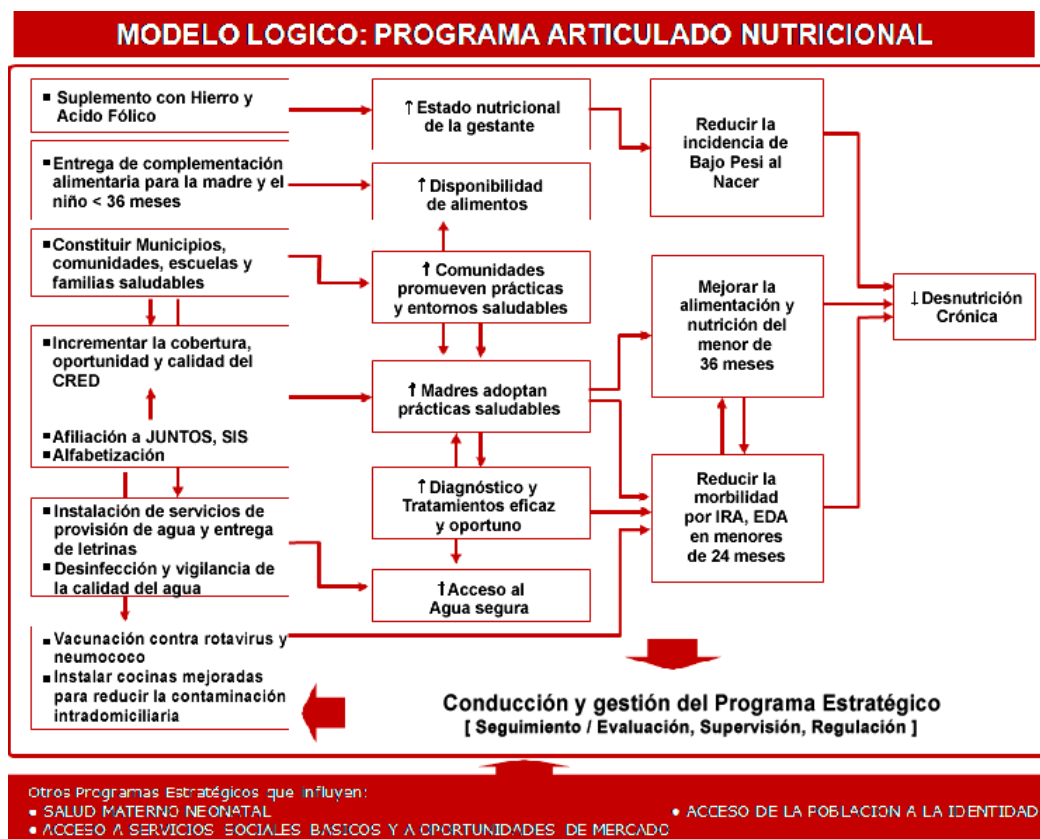 MODELO LOGICO: PROGRAMA ARTICULADO NUTRICIONAL
▪ Suplemento con Hierro y
Acido Fólico
▪ Entrega de complementación
alimentaria para la madre y el
niño < 36 meses
▪ Constituir Municipios,
comunidades, escuelas y
familias saludables
▪ Incrementar la cobertura,
oportunidad y calidad del
CRED
▪ Afiliación a JUNTOS, SIS
▪ Alfabetización
▪ Instalación de servicios de
provisión de agua y entrega
de letrinas
▪ Desinfección y vigilancia de
la calidad del agua
▪ Vacunación contra rotavirus y
neumococo
▪ Instalar cocinas mejoradas
para reducir la contaminación
intradomiciliaria
↑ Estado nutricional
de la gestante
↑ Disponibilidad
de alimentos
↑ Comunidades
promueven prácticas
y entornos saludables
↑ Madres adoptan
prácticas saludables
↑ Diagnóstico y
Tratamientos eficaz
y oportuno
↑ Acceso al
Agua segura
Reducir la
incidencia de
Bajo Pesi al
Nacer
Mejorar la
alimentación y
nutrición del
menor de
36 meses
Reducir la
morbilidad
por IRA, EDA
en menores
de 24 meses
↓ Desnutrición
Crónica
Conducción y gestión del Programa Estratégico
[ Seguimiento / Evaluación, Supervisión, Regulación ]
Otros Programas Estratégicos que influyen:
• SALUD MATERNO NEONATAL
• ACCESO DE LA POBLACION A LA IDENTIDAD
• ACCESO A SERVICIOS SOCIALES BASICOS Y A OPORTUNIDADES DE MERCADO